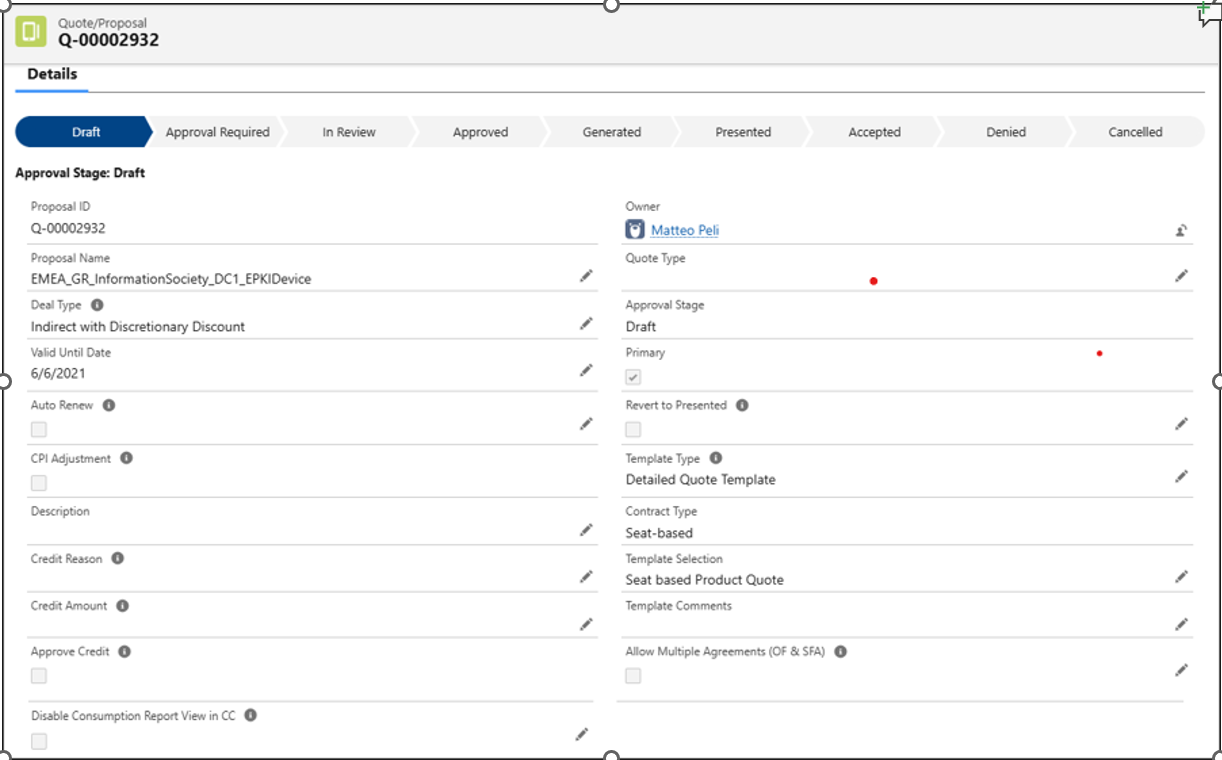 Quote/Proposal
Q-00002932
Details
Draft
Approval Required
In Review
Approved
Generated
Presented
Accepted
Denied
Cancelled
Approval Stage: Draft
Proposal ID
Q-00002932
Owner
Matteo Peli
Proposal Name
EMEA_GR_InformationSociety_DC1_EPKIDevice
Quote Type
Deal Type
Indirect with Discretionary Discount
Approval Stage
Draft
Valid Until Date
6/6/2021
Primary
Auto Renew
Revert to Presented
CPI Adjustment
Template Type
Detailed Quote Template
Description
Contract Type
Seat-based
Credit Reason
Template Selection
Seat based Product Quote
Credit Amount
Template Comments
Approve Credit
Allow Multiple Agreements (OF & SFA)
Disable Consumption Report View in CC